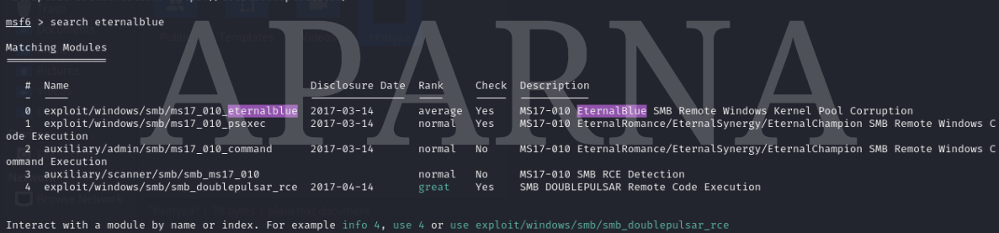 msf6 > search eternalblue
Matching Modules
================
# Name Disclosure Date Rank Check Description
- ---- --------------- ---- ----- -----------
0 exploit/windows/smb/ms17_010_eternalblue 2017-03-14 average Yes MS17-010 EternalBlue SMB Remote Windows Kernel Pool Corruption
1 exploit/windows/smb/ms17_010_psexec 2017-03-14 normal Yes MS17-010 EternalRomance/EternalSynergy/EternalChampion SMB Remote Windows C
ode Execution
2 auxiliary/admin/smb/ms17_010_command 2017-03-14 normal No MS17-010 EternalRomance/EternalSynergy/EternalChampion SMB Remote Windows C
ommand Execution
3 auxiliary/scanner/smb/smb_ms17_010 normal No MS17-010 SMB RCE Detection
4 exploit/windows/smb/smb_doublepulsar_rce 2017-04-14 great Yes SMB DOUBLEPULSAR Remote Code Execution
Interact with a module by name or index. For example info 4, use 4 or use exploit/windows/smb/smb_doublepulsar_rce
APARNA
Templates
Videos
Pictures
Browse Network